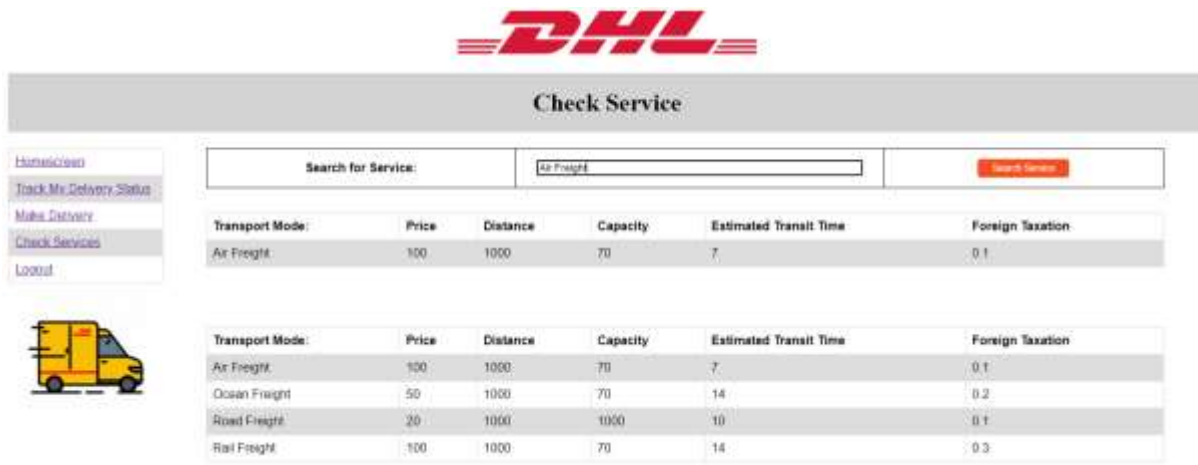 DHL
Check Service
Homescreen
Track My Delivery Status
Make Delivery
Check Services
Logout
Search for Service: Air Freight Search Service
Transport Mode: Price Distance Capacity Estimated Transit Time Foreign Taxation
Air Freight 100 1000 70 7 0.1
Transport Mode: Price Distance Capacity Estimated Transit Time Foreign Taxation
Air Freight 100 1000 70 7 0.1
Ocean Freight 50 1000 70 14 0.2
Road Freight 20 1000 1000 10 0.1
Rail Freight 100 1000 70 14 0.3